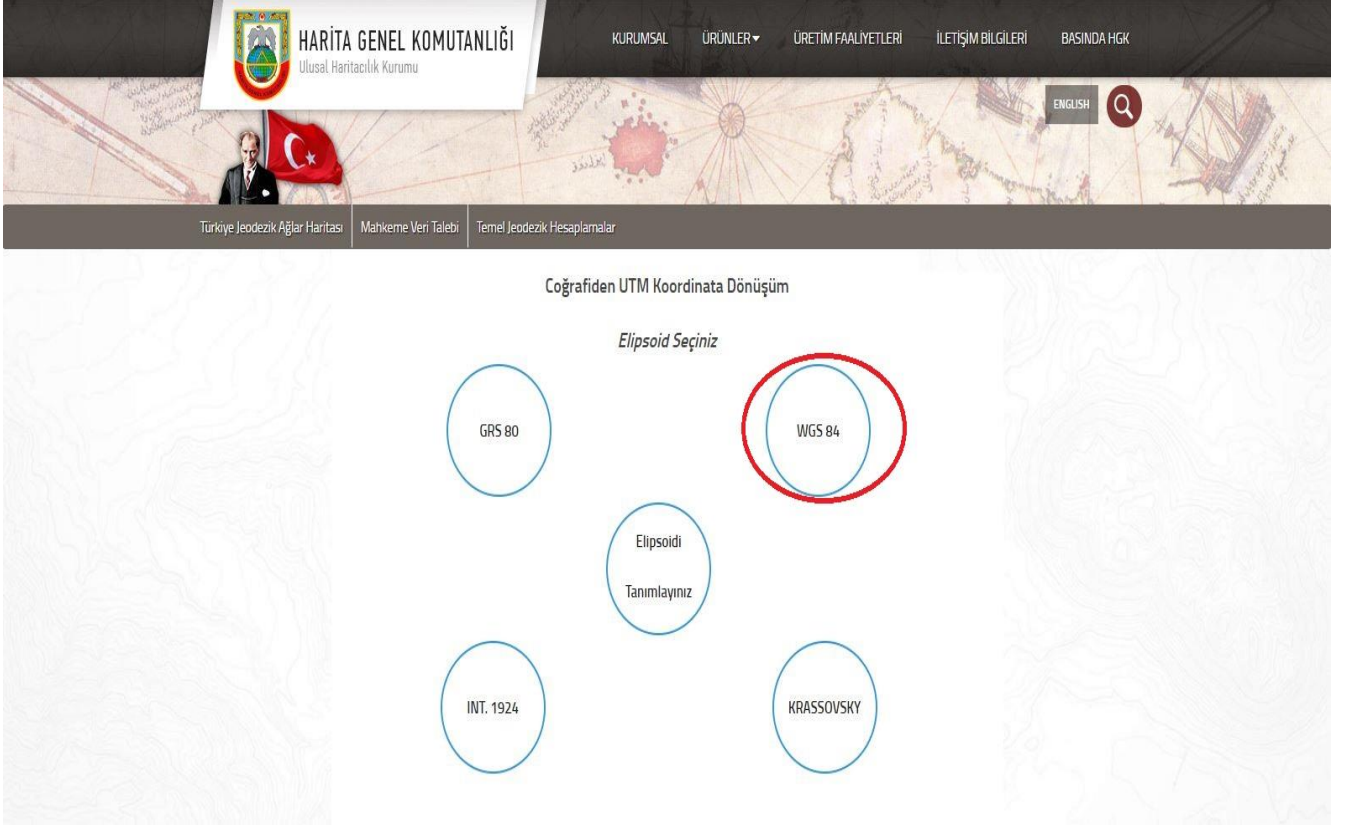 HARİTA GENEL KOMUTANLIĞI
Ulusal Haritacılık Kurumu
KURUMSAL ÜRÜNLER ÜRETİM FAALİYETLERİ İLETİŞİM BİLGİLERİ BASINDA HGK
ENGLISH
Türkiye Jeodezik Ağlar Haritası Mahkeme Veri Talebi Temel Jeodezik Hesaplamalar
Coğrafiden UTM Koordinata Dönüşüm
Elipsoid Seçiniz
GRS 80
WGS 84
Elipsoidi
Tanımlayınız
INT. 1924
KRASSOVSKY